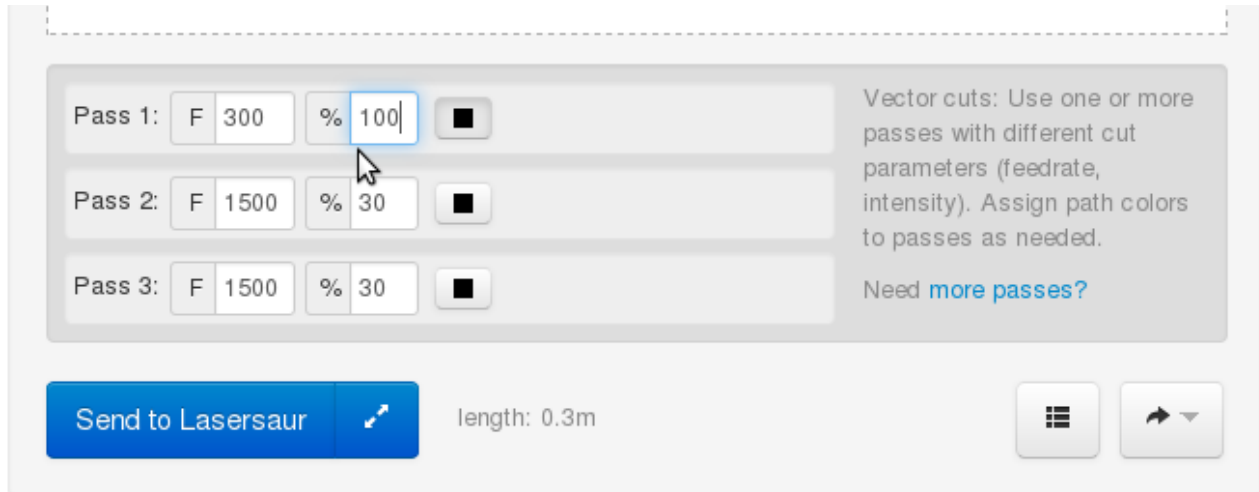 Pass 1: F 300 % 100
Pass 2: F 1500 % 30
Pass 3: F 1500 % 30
Vector cuts: Use one or more
passes with different cut
parameters (feedrate,
intensity). Assign path colors
to passes as needed.
Need more passes?
Send to Lasersaur
length: 0.3m